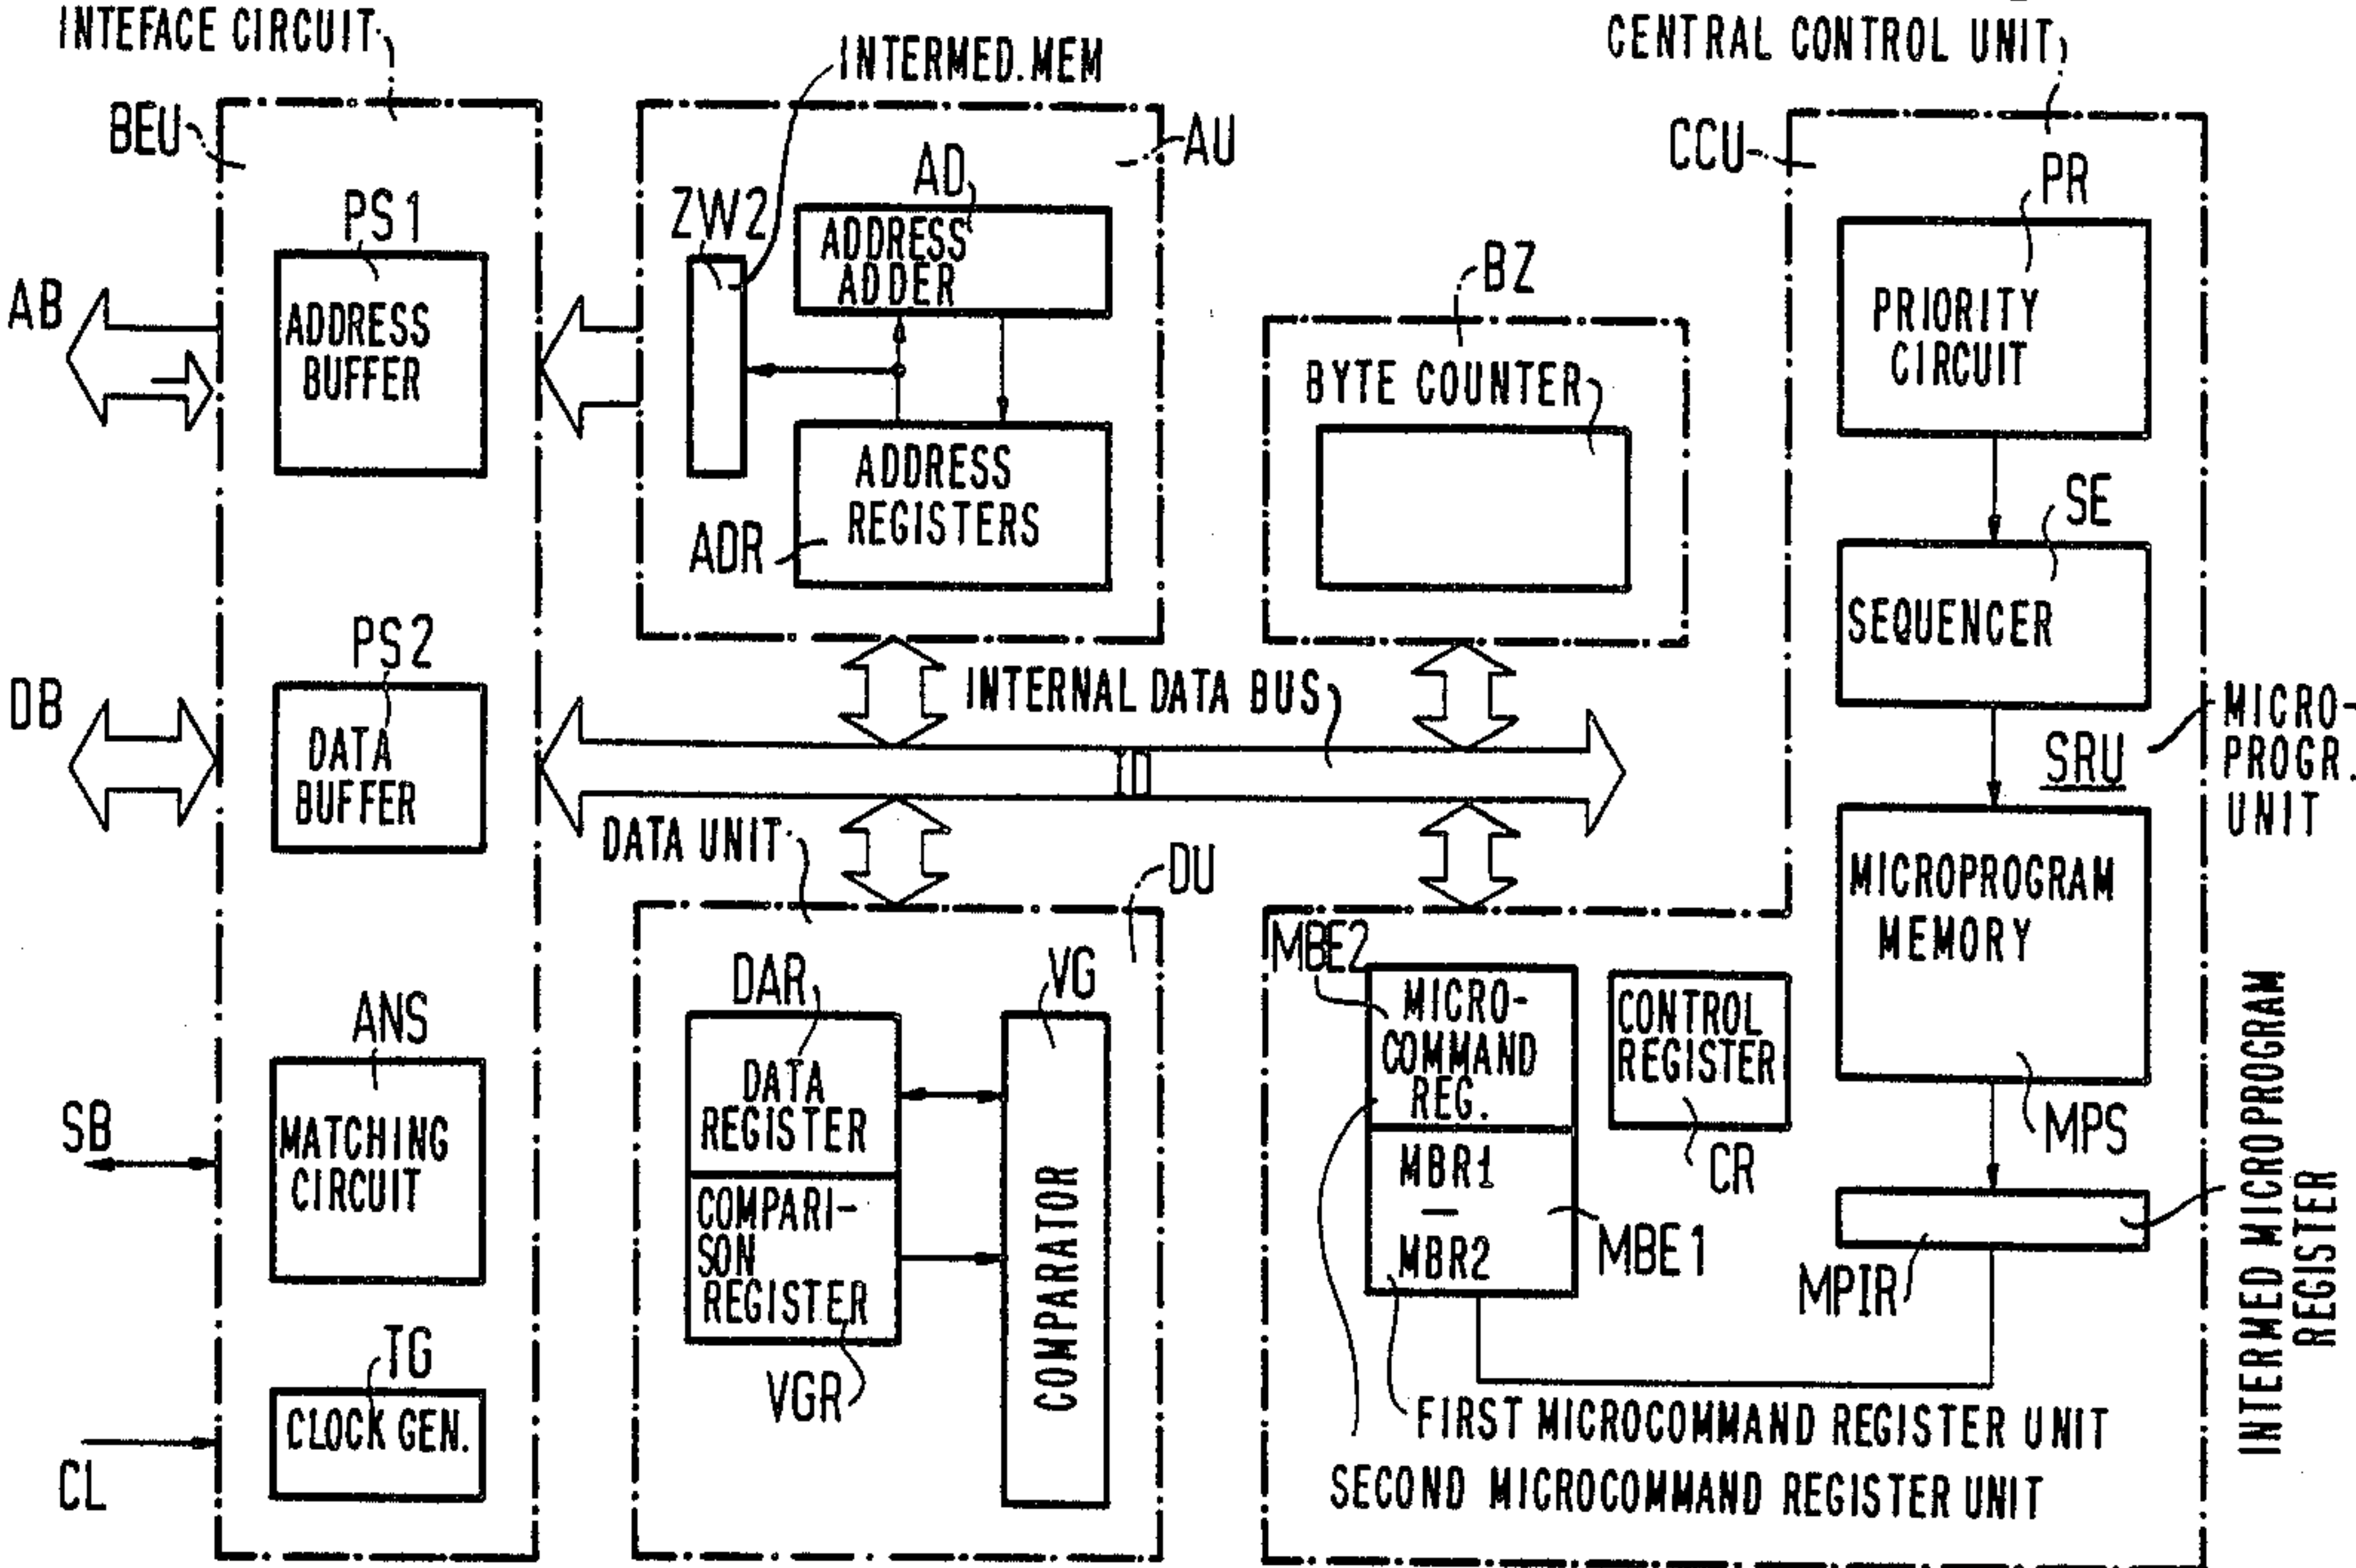 INTEFACE CIRCUIT
BEU
PS1
ADDRESS
BUFFER
AB
PS2
DATA
BUFFER
DB
ANS
MATCHING
CIRCUIT
SB
TG
CLOCK GEN.
CL
INTERMED.MEM
AU
ZW2
AD
ADDRESS
ADDER
ADDRESS
REGISTERS
ADR
BZ
BYTE COUNTER
INTERNAL DATA BUS
DATA UNIT
DU
DAR
DATA
REGISTER
COMPARI-
SON
REGISTER
VGR
VG
COMPARATOR
CENTRAL CONTROL UNIT
CCU
PR
PRIORITY
CIRCUIT
SE
SEQUENCER
SRU
MICRO-
PROGR.
UNIT
MICROPROGRAM
MEMORY
MPS
MBE2
MICRO-
COMMAND
REG.
MBR1
—
MBR2
MBE1
CONTROL
REGISTER
CR
MPIR
INTERMED MICROPROGRAM
REGISTER
FIRST MICROCOMMAND REGISTER UNIT
SECOND MICROCOMMAND REGISTER UNIT